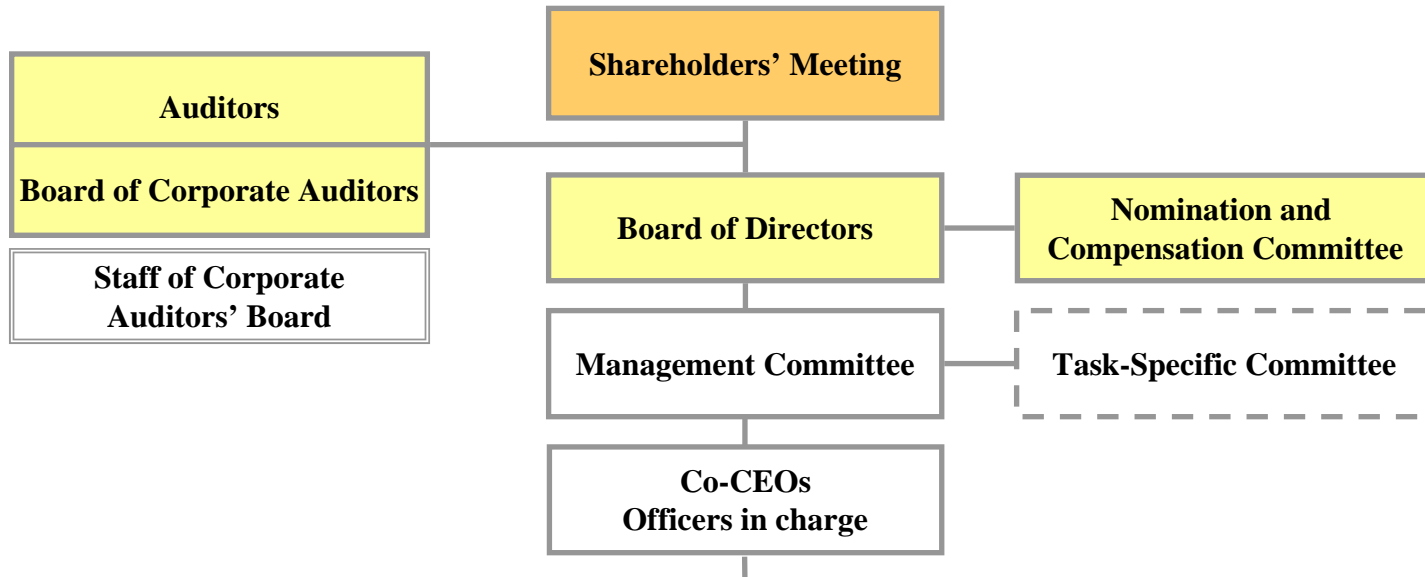 Shareholders’ Meeting
Auditors
Board of Corporate Auditors
Staff of Corporate
Auditors’ Board
Board of Directors
Nomination and
Compensation Committee
Management Committee
Task-Specific Committee
Co-CEOs
Officers in charge